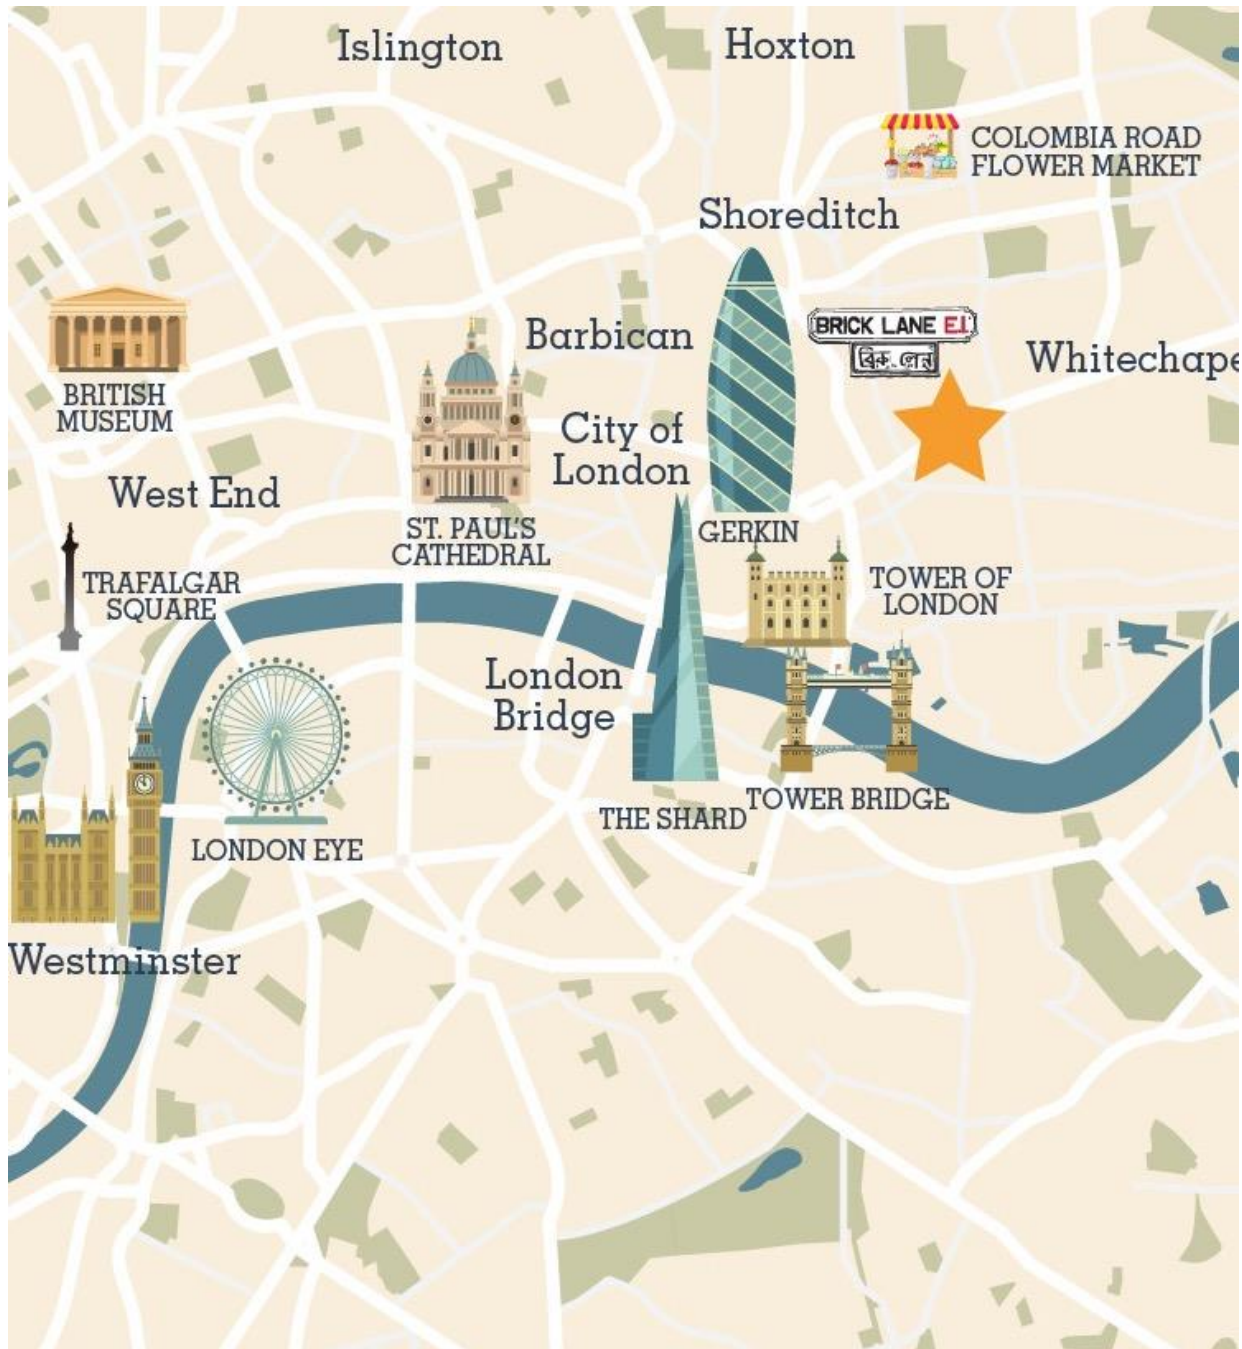 Islington
Hoxton
COLOMBIA ROAD
FLOWER MARKET
Shoreditch
BRICK LANE E.1.
ব্রিক লেন
Barbican
Whitechape
BRITISH
MUSEUM
City of
London
West End
ST. PAUL'S
CATHEDRAL
GERKIN
TRAFALGAR
SQUARE
TOWER OF
LONDON
London
Bridge
TOWER BRIDGE
THE SHARD
LONDON EYE
Westminster